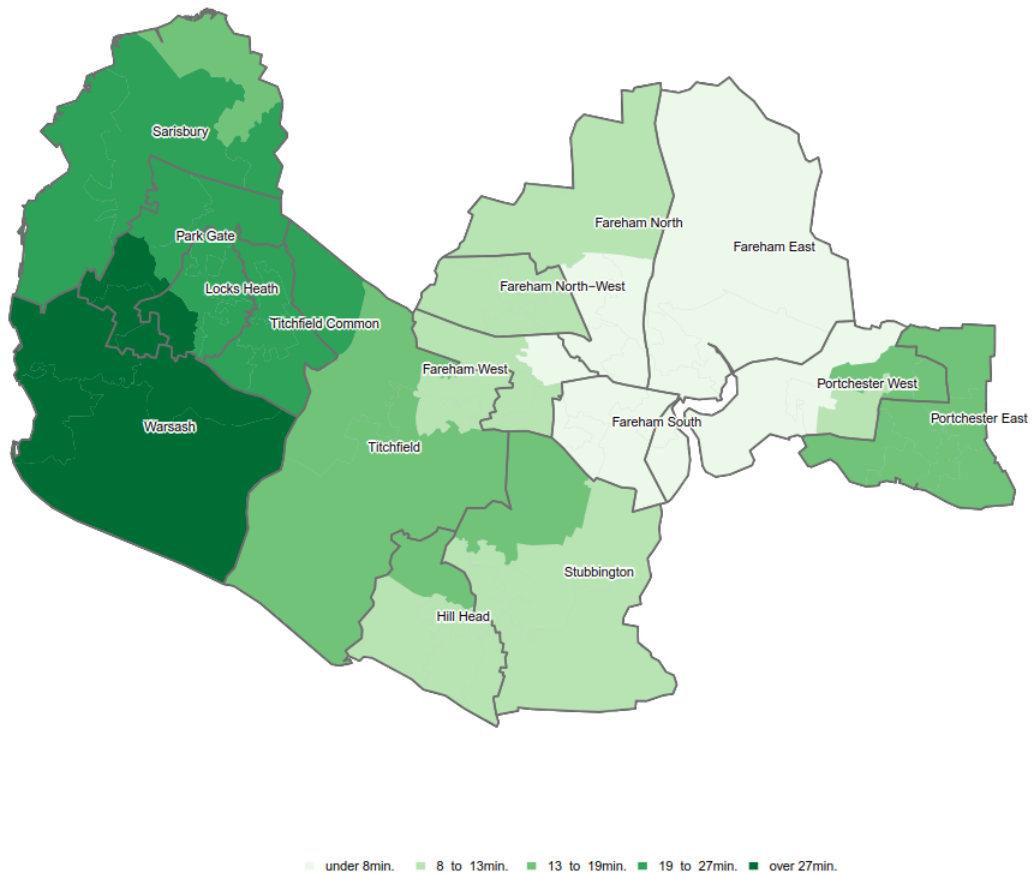 Sarisbury
Fareham North
Park Gate
Fareham East
Fareham North-West
Locks Heath
Titchfield Common
Fareham West
Portchester West
Portchester East
Fareham South
Warsash
Titchfield
Stubbington
Hill Head
under 8min.
8 to 13min.
13 to 19min.
19 to 27min.
over 27min.